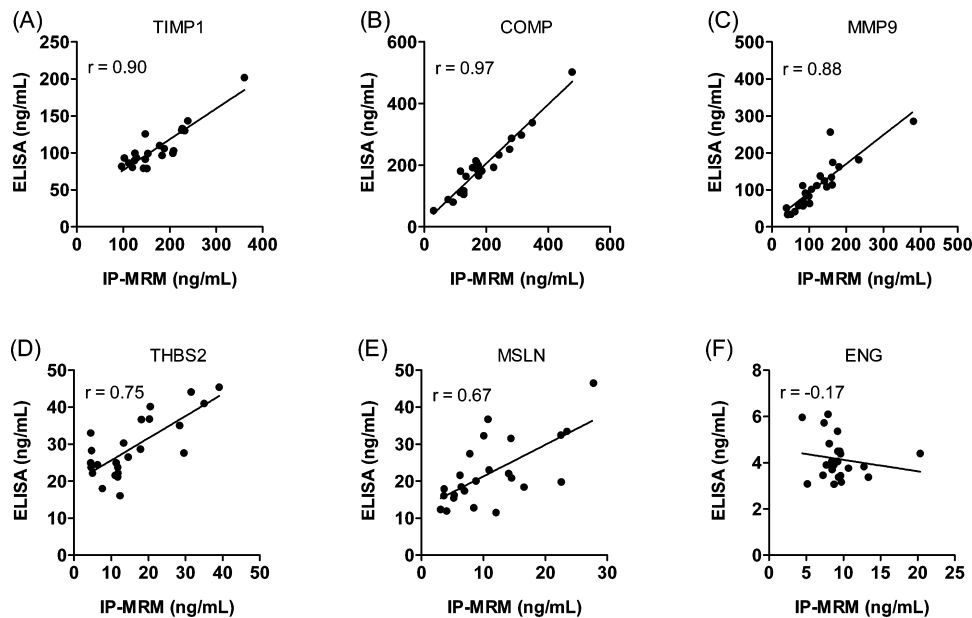 (A) TIMP1
r = 0.90
ELISA (ng/mL)
250
200
150
100
50
0
0 100 200 300 400
IP-MRM (ng/mL)
(B) COMP
r = 0.97
ELISA (ng/mL)
600
400
200
0
0 200 400 600
IP-MRM (ng/mL)
(C) MMP9
r = 0.88
ELISA (ng/mL)
500
400
300
200
100
0
0 100 200 300 400 500
IP-MRM (ng/mL)
(D) THBS2
r = 0.75
ELISA (ng/mL)
50
40
30
20
10
0
0 10 20 30 40 50
IP-MRM (ng/mL)
(E) MSLN
r = 0.67
ELISA (ng/mL)
50
40
30
20
10
0
0 10 20 30
IP-MRM (ng/mL)
(F) ENG
r = -0.17
ELISA (ng/mL)
8
6
4
2
0
0 5 10 15 20 25
IP-MRM (ng/mL)